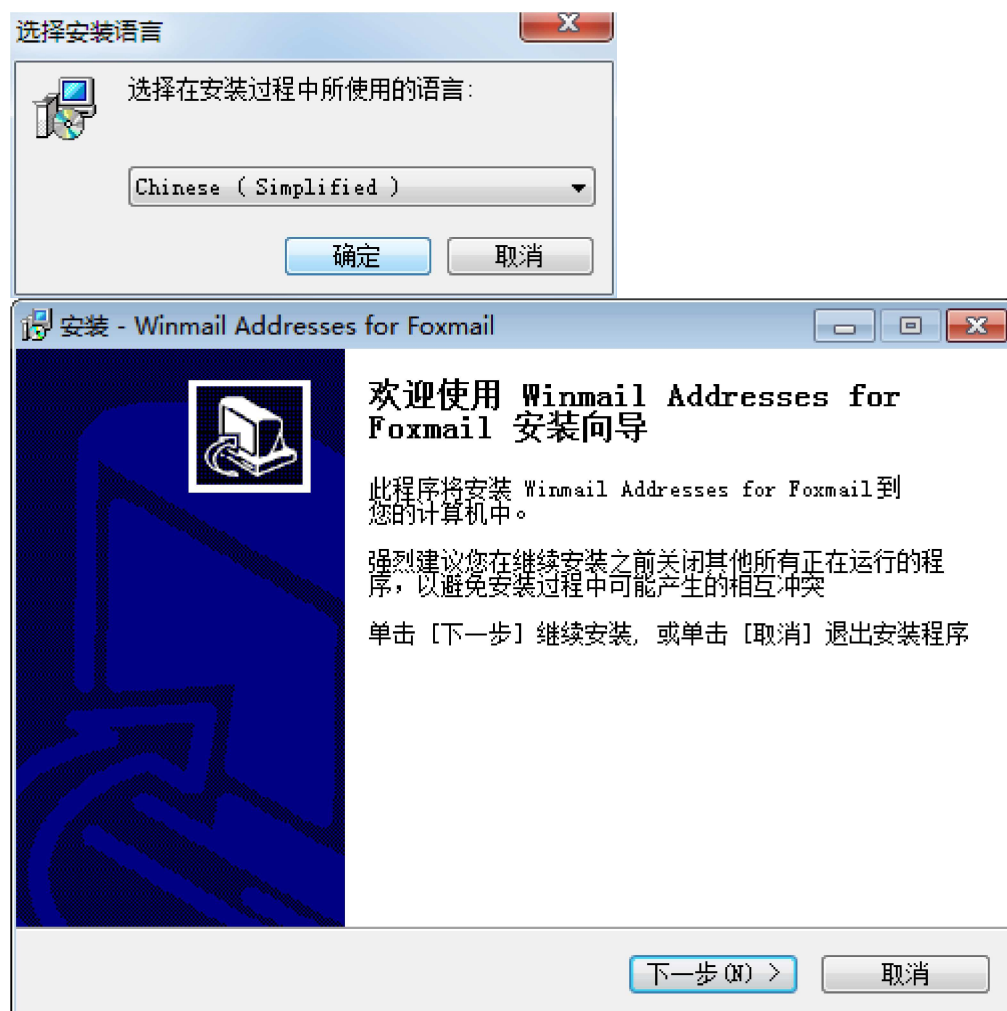 选择安装语言
选择在安装过程中所使用的语言:
Chinese ( Simplified )
确定 取消
安装 - Winmail Addresses for Foxmail
欢迎使用 Winmail Addresses for
Foxmail 安装向导
此程序将安装 Winmail Addresses for Foxmail到
您的计算机中。
强烈建议您在继续安装之前关闭其他所有正在运行的程
序，以避免安装过程中可能产生的相互冲突
单击 [下一步] 继续安装, 或单击 [取消] 退出安装程序
下一步(N) > 取消